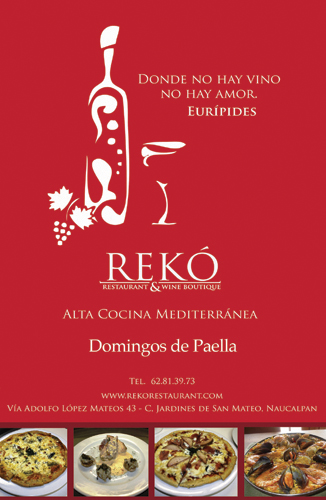 DONDE NO HAY VINO
NO HAY AMOR.
EURÍPIDES
REKÓ
RESTAURANT & WINE BOUTIQUE
ALTA COCINA MEDITERRÁNEA
Domingos de Paella
TEL. 62.81.39.73
WWW.REKORESTAURANT.COM
VÍA ADOLFO LÓPEZ MATEOS 43 - C, JARDINES DE SAN MATEO, NAUCALPAN